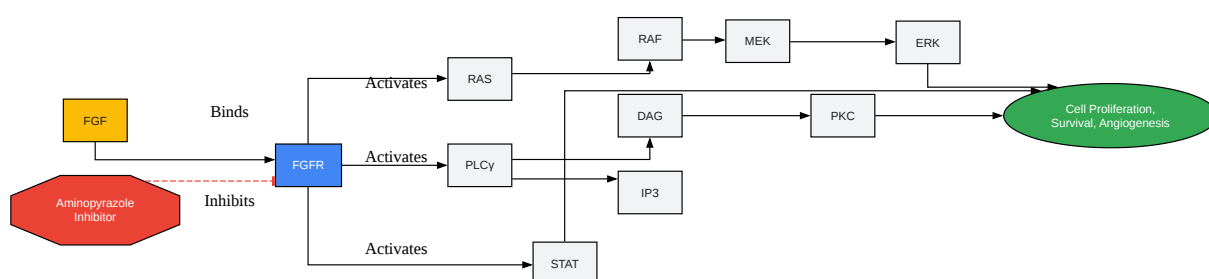 FGF
Binds
Aminopyrazole
Inhibitor
Inhibits
FGFR
Activates
RAS
RAF
MEK
ERK
Activates
PLCγ
DAG
PKC
IP3
Activates
STAT
Cell Proliferation,
Survival, Angiogenesis